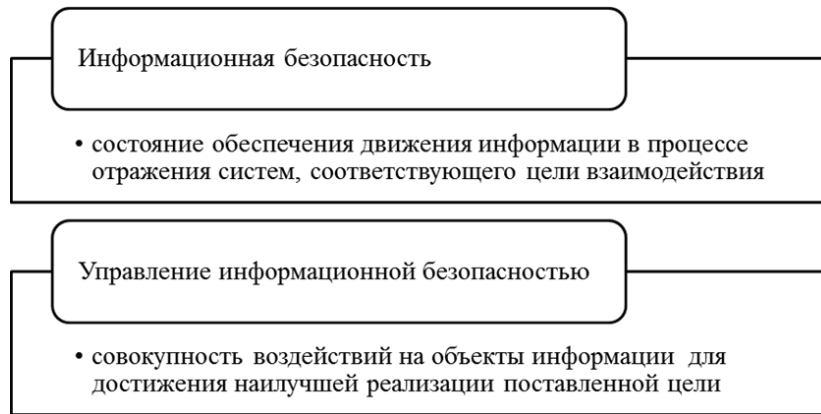 Информационная безопасность
• состояние обеспечения движения информации в процессе
отражения систем, соответствующего цели взаимодействия
Управление информационной безопасностью
• совокупность воздействий на объекты информации для
достижения наилучшей реализации поставленной цели